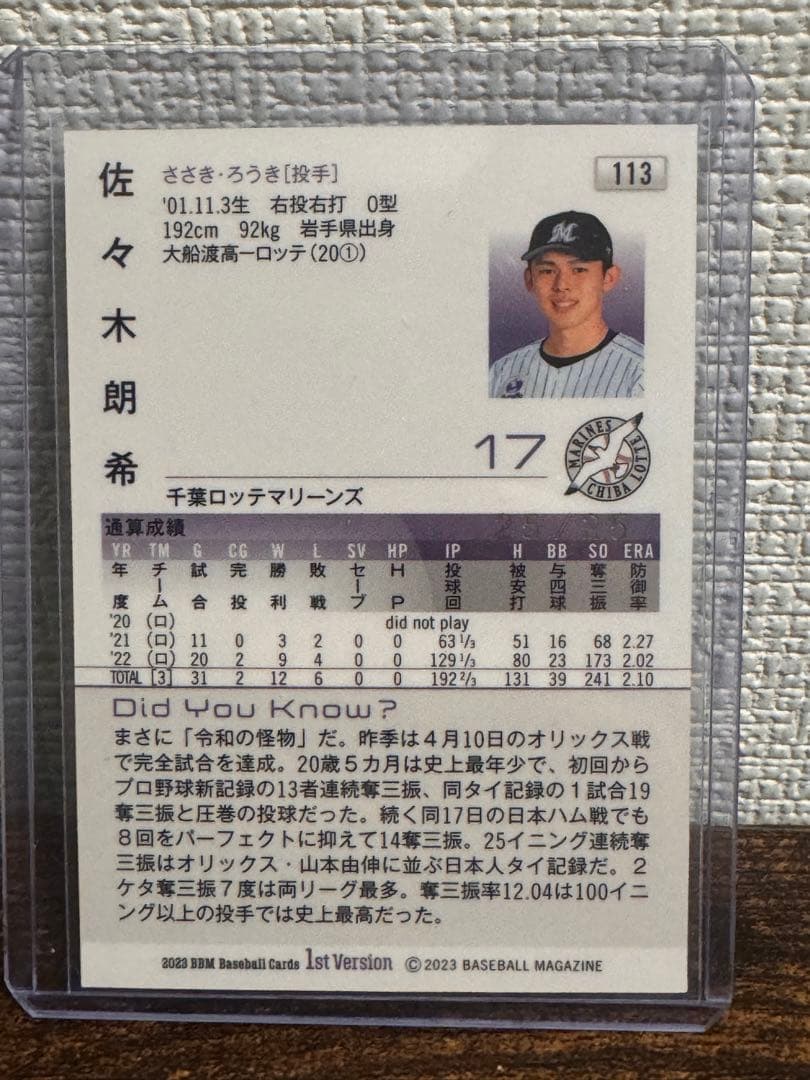 佐々木朗希
ささき・ろうき[投手]
113
'01.11.3生 右投右打 O型
192cm 92kg 岩手県出身
大船渡高ーロッテ(20①)
M
17
MARINES
CHIBA LOTTE
千葉ロッテマリーンズ
通算成績
YR TM G CG W L SV HP IP H BB SO ERA
年度 チーム 試合 完投 勝利 敗戦 セーブ HP 投球回 被安打 与四球 奪三振 防御率
'20 (ロ) did not play
'21 (ロ) 11 0 3 2 0 0 63 1/3 51 16 68 2.27
'22 (ロ) 20 2 9 4 0 0 129 1/3 80 23 173 2.02
TOTAL [3] 31 2 12 6 0 0 192 2/3 131 39 241 2.10
Did You Know?
まさに「令和の怪物」だ。昨季は4月10日のオリックス戦
で完全試合を達成。20歳5カ月は史上最年少で、初回から
プロ野球新記録の13者連続奪三振、同タイ記録の1試合19
奪三振と圧巻の投球だった。続く同17日の日本ハム戦でも
8回をパーフェクトに抑えて14奪三振。25イニング連続奪
三振はオリックス・山本由伸に並ぶ日本人タイ記録だ。2
ケタ奪三振7度は両リーグ最多。奪三振率12.04は100イニ
ング以上の投手では史上最高だった。
2023 BBM Baseball Cards 1st Version ©2023 BASEBALL MAGAZINE